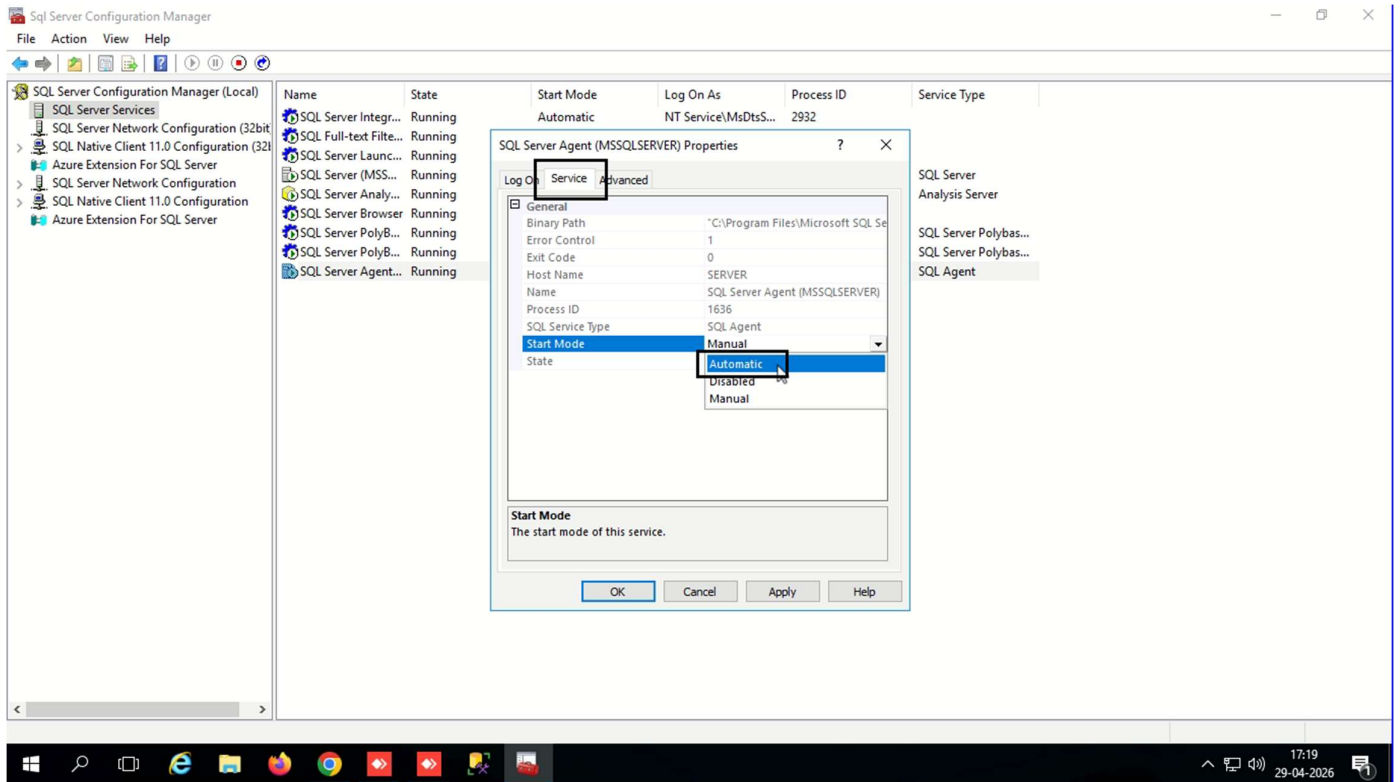 Sql Server Configuration Manager
File Action View Help
SQL Server Configuration Manager (Local)
SQL Server Services
SQL Server Network Configuration (32bit
SQL Native Client 11.0 Configuration (32b
Azure Extension For SQL Server
SQL Server Network Configuration
SQL Native Client 11.0 Configuration
Azure Extension For SQL Server
Name State Start Mode Log On As Process ID Service Type
SQL Server Integr... Running Automatic NT Service\MsDtsS... 2932
SQL Full-text Filte... Running
SQL Server Launc... Running
SQL Server (MSS... Running SQL Server
SQL Server Analy... Running Analysis Server
SQL Server Browser Running
SQL Server PolyB... Running SQL Server Polybas...
SQL Server PolyB... Running SQL Server Polybas...
SQL Server Agent... Running SQL Agent
SQL Server Agent (MSSQLSERVER) Properties
Log On Service Advanced
General
Binary Path "C:\Program Files\Microsoft SQL Se
Error Control 1
Exit Code 0
Host Name SERVER
Name SQL Server Agent (MSSQLSERVER)
Process ID 1636
SQL Service Type SQL Agent
Start Mode Manual
State
Automatic
Disabled
Manual
Start Mode
The start mode of this service.
OK Cancel Apply Help
17:19
29-04-2026
1